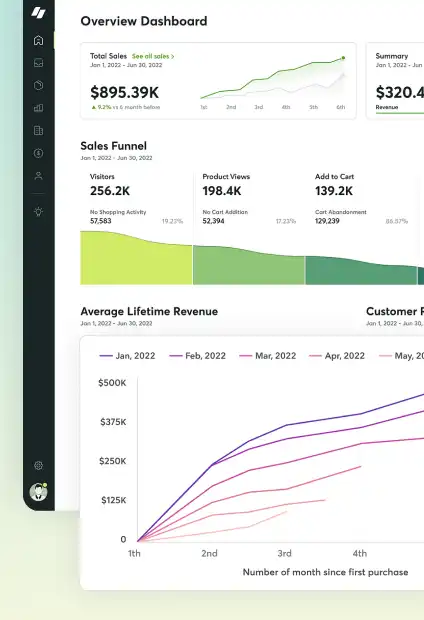 Overview Dashboard
Total Sales See all sales >
Jan 1, 2022 - Jun 30, 2022
$895.39K
▲ 9.2% vs 6 month before
1st 2nd 3rd 4th 5th 6th
Summary
Jan 1, 2022 - Jun
$320.4
Revenue
Sales Funnel
Jan 1, 2022 - Jun 30, 2022
Visitors
256.2K
No Shopping Activity
57,583 19.23%
Product Views
198.4K
No Cart Addition
52,394 17.23%
Add to Cart
139.2K
Cart Abandonment
129,239 86.57%
Average Lifetime Revenue
Jan 1, 2022 - Jun 30, 2022
Customer
Jan 1, 2022 - Jun 30,
Jan, 2022 Feb, 2022 Mar, 2022 Apr, 2022 May, 20
$500K
$375K
$250K
$125K
0
1th 2nd 3rd 4th
Number of month since first purchase